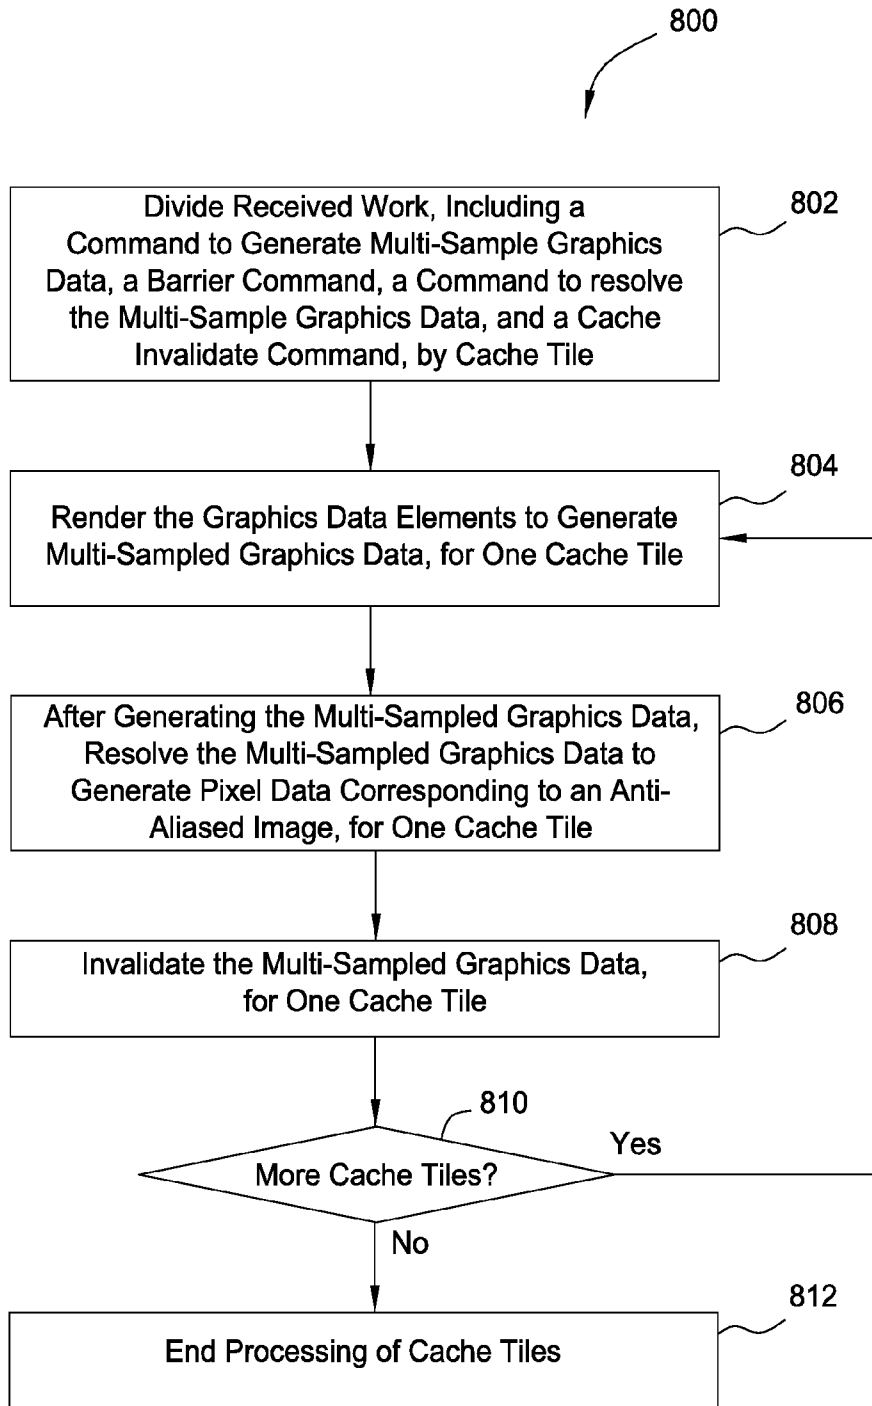 800
802
Divide Received Work, Including a
Command to Generate Multi-Sample Graphics
Data, a Barrier Command, a Command to resolve
the Multi-Sample Graphics Data, and a Cache
Invalidate Command, by Cache Tile
804
Render the Graphics Data Elements to Generate
Multi-Sampled Graphics Data, for One Cache Tile
806
After Generating the Multi-Sampled Graphics Data,
Resolve the Multi-Sampled Graphics Data to
Generate Pixel Data Corresponding to an Anti-
Aliased Image, for One Cache Tile
808
Invalidate the Multi-Sampled Graphics Data,
for One Cache Tile
810
Yes
More Cache Tiles?
No
812
End Processing of Cache Tiles